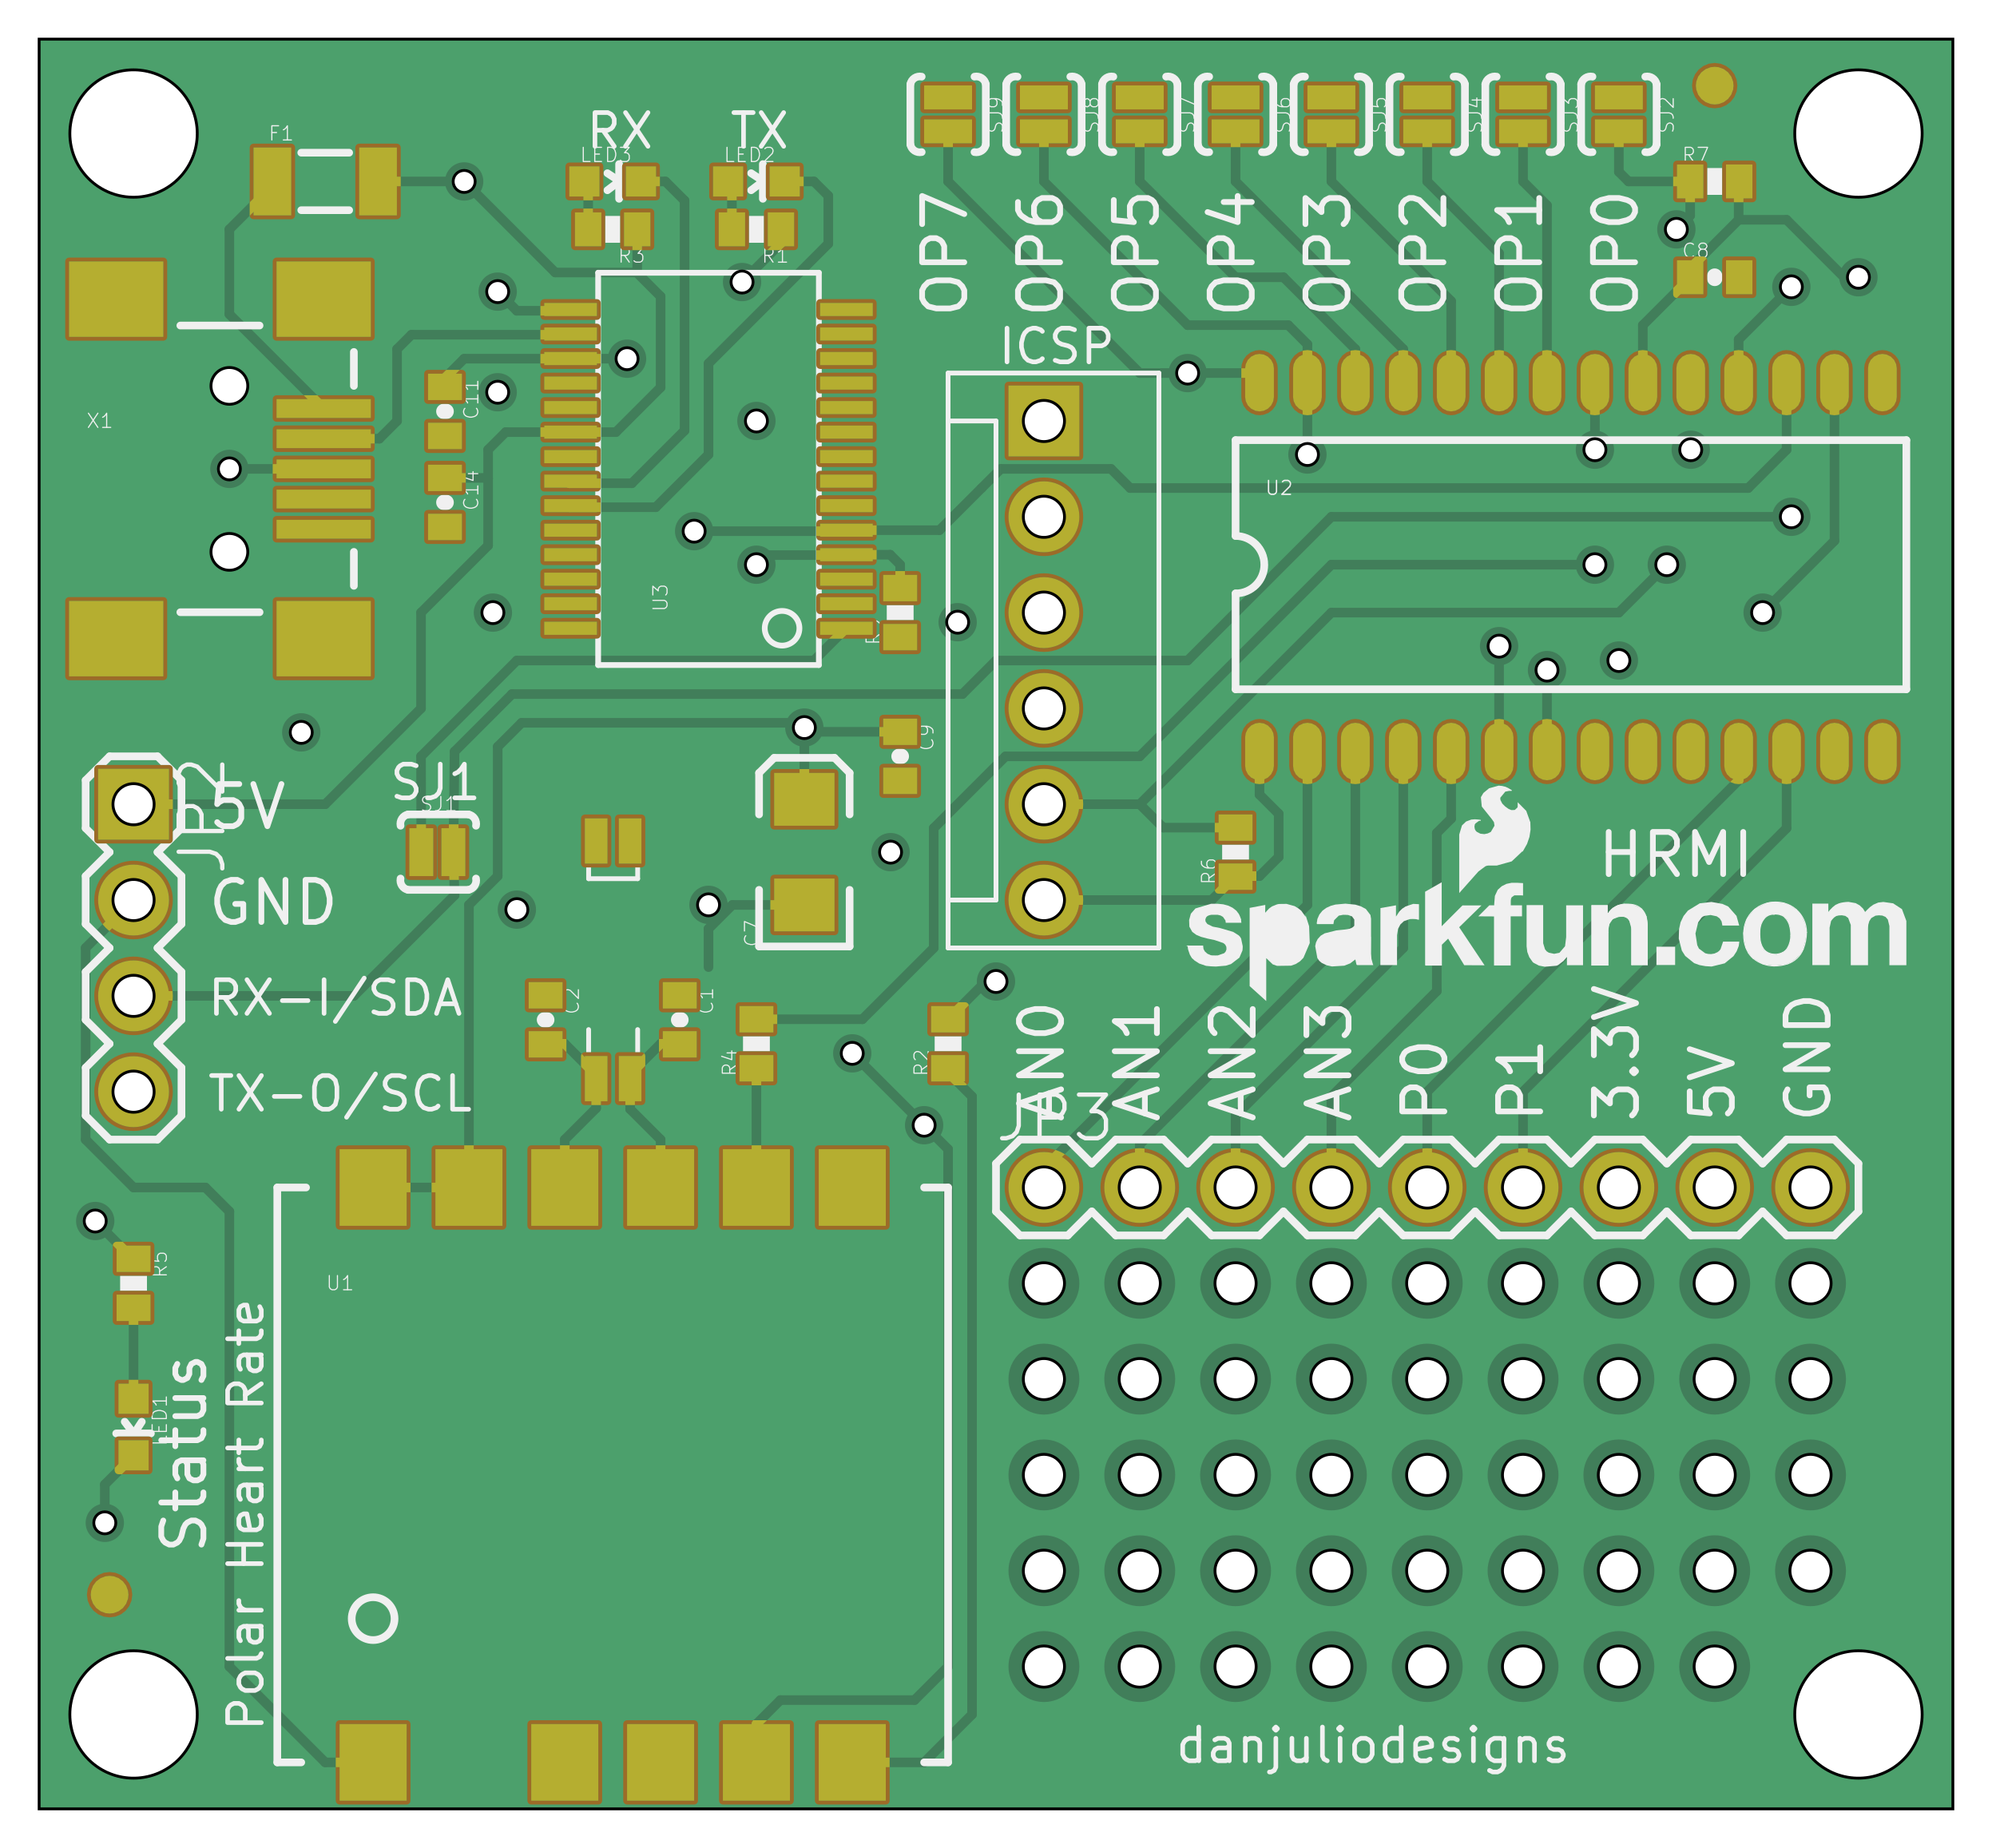 RX
TX
F1
LED3
LED2
R3
R1
SJ9
SJ8
SJ7
SJ6
SJ5
SJ4
SJ3
SJ2
R7
C8
OP7
OP6
OP5
OP4
OP3
OP2
OP1
OP0
ICSP
X1
C11
C14
U3
U2
C9
SJ1
SJ1
5V
GND
RX-I/SDA
TX-O/SCL
C7
C2
C1
R4
R2
R6
HRMI
sparkfun.com
AN0
AN1
AN2
AN3
P0
P1
3.3V
5V
GND
JP3
R5
U1
LED1
Status
Polar Heart Rate
danjuliodesigns